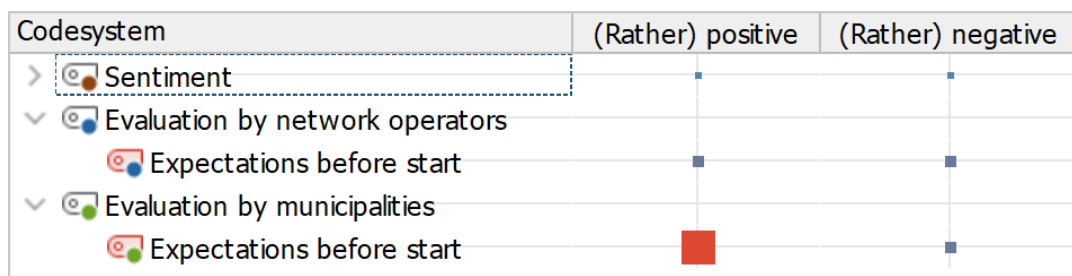 Codesystem (Rather) positive (Rather) negative
Sentiment
Evaluation by network operators
Expectations before start
Evaluation by municipalities
Expectations before start